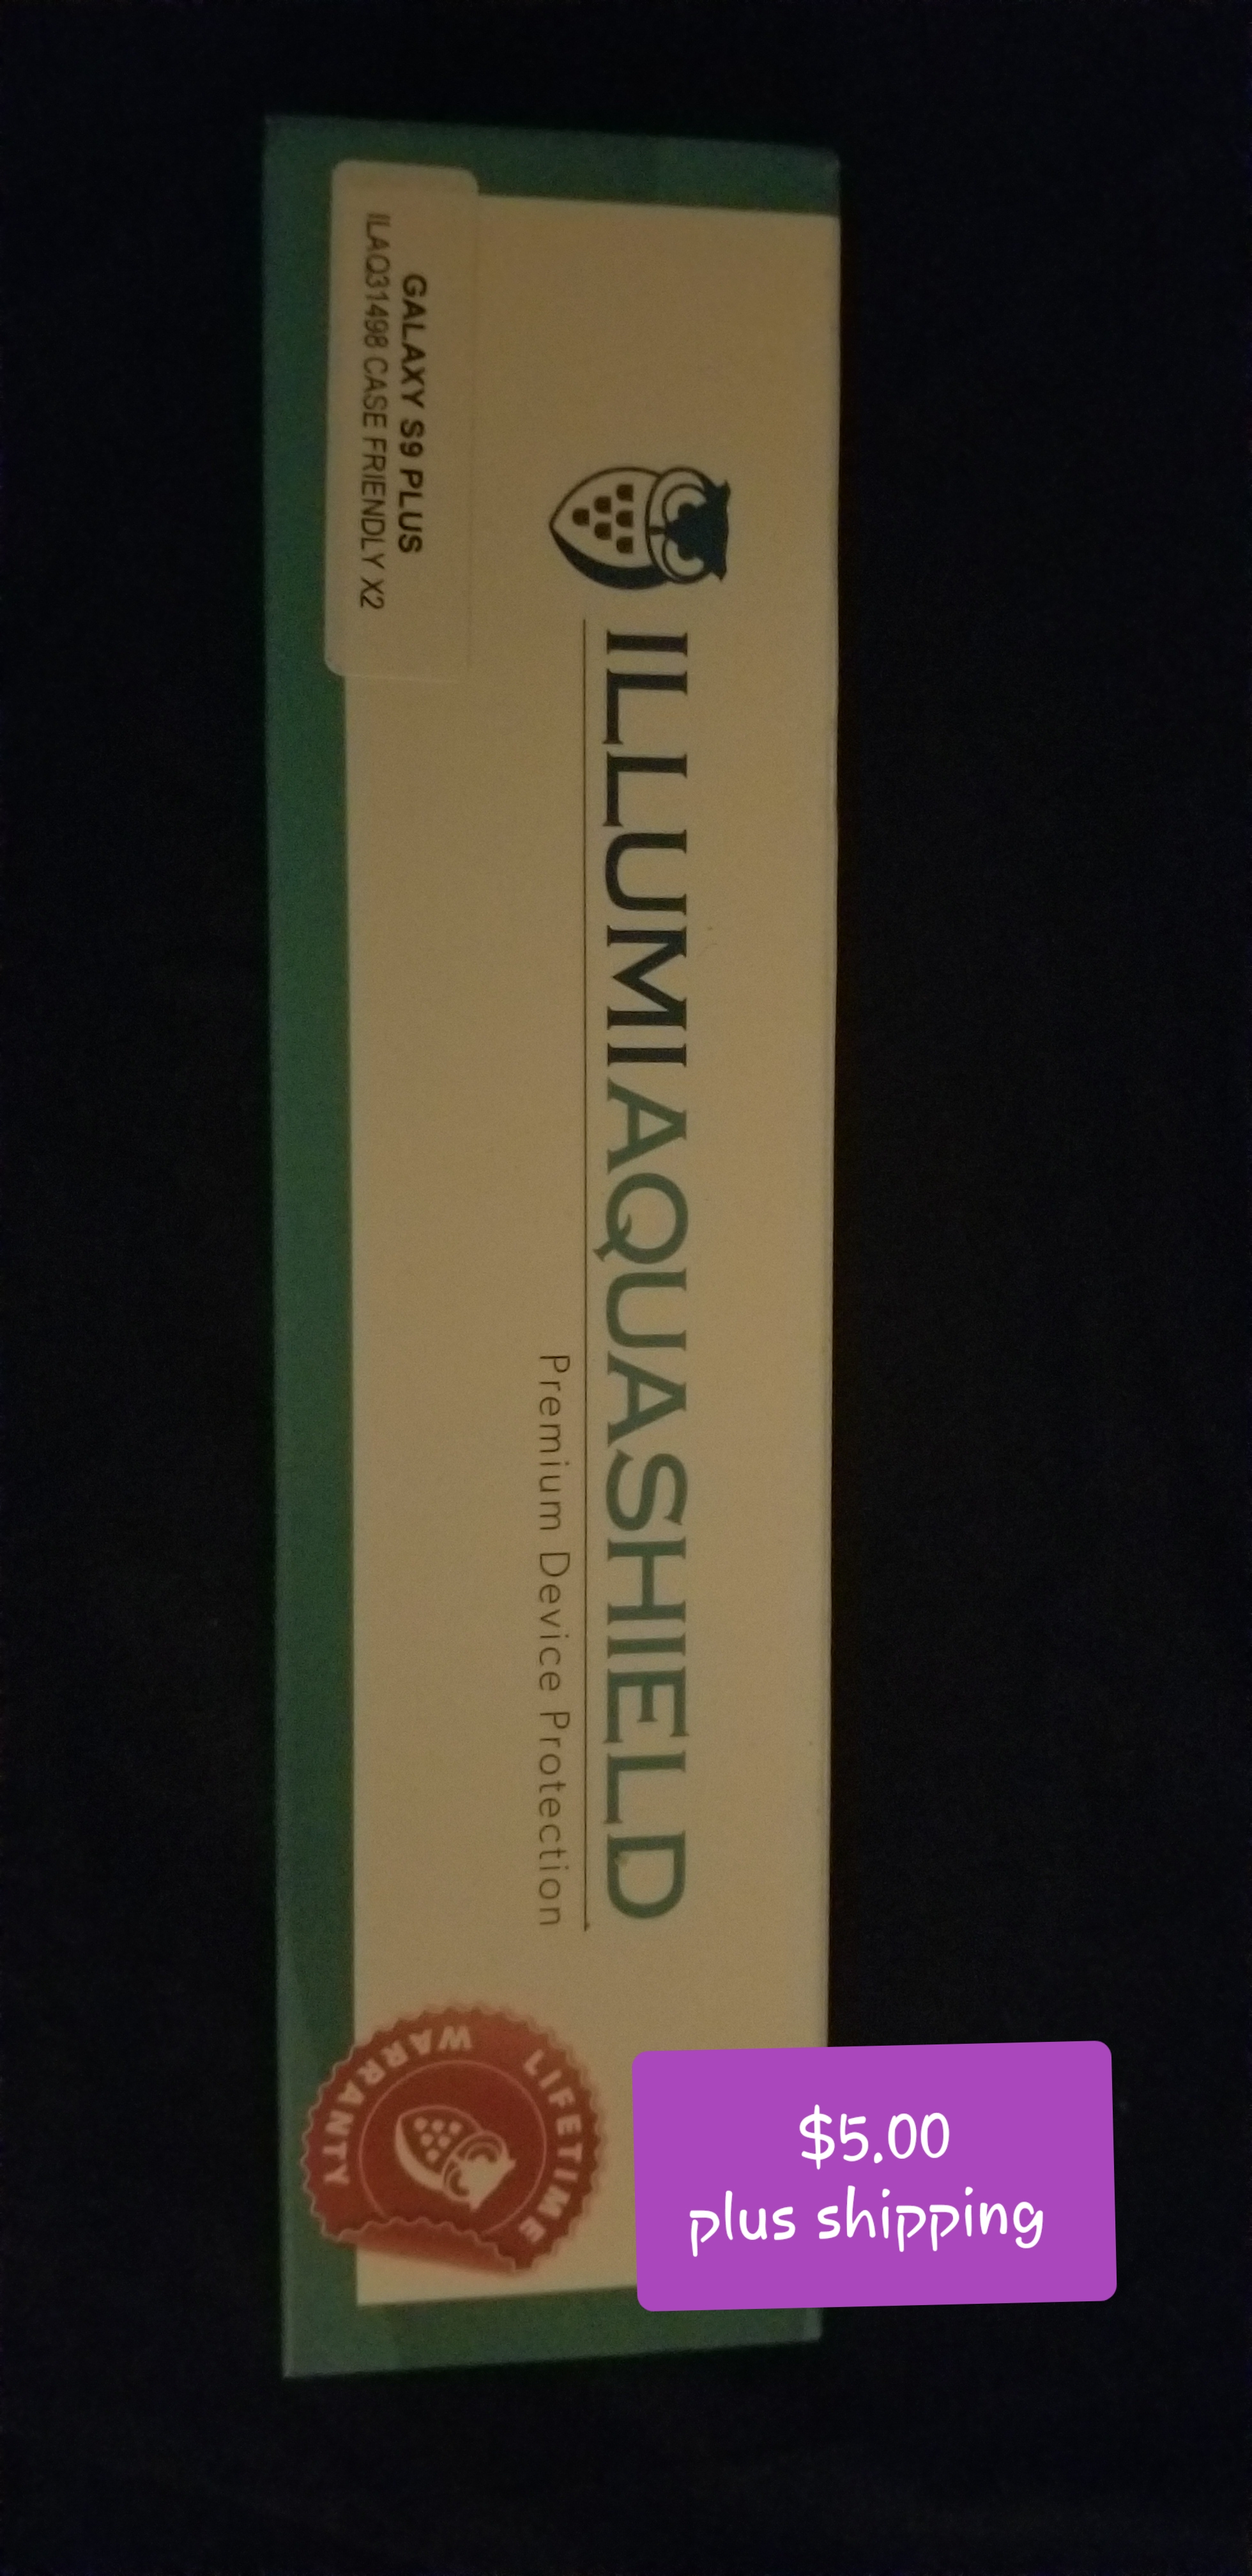 GALAXY S9 PLUS
ILAQ31498 CASE FRIENDLY X2
ILLUMIAQUASHIELD
Premium Device Protection
LIFETIME
WARRANTY
$5.00
plus shipping